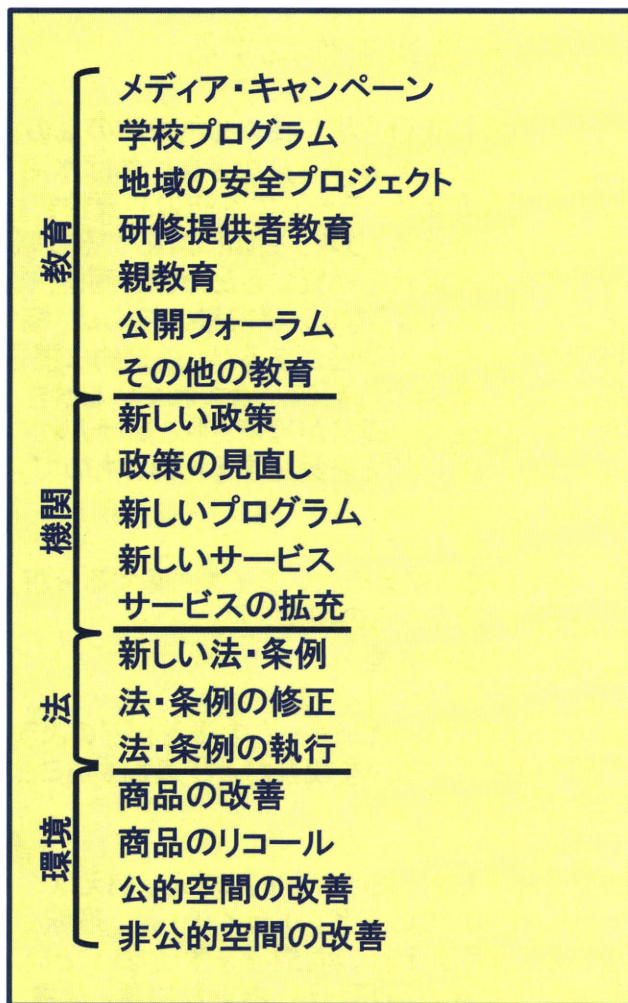 教育
メディア・キャンペーン
学校プログラム
地域の安全プロジェクト
研修提供者教育
親教育
公開フォーラム
その他の教育
機関
新しい政策
政策の見直し
新しいプログラム
新しいサービス
サービスの拡充
法
新しい法・条例
法・条例の修正
法・条例の執行
環境
商品の改善
商品のリコール
公的空間の改善
非公的空間の改善